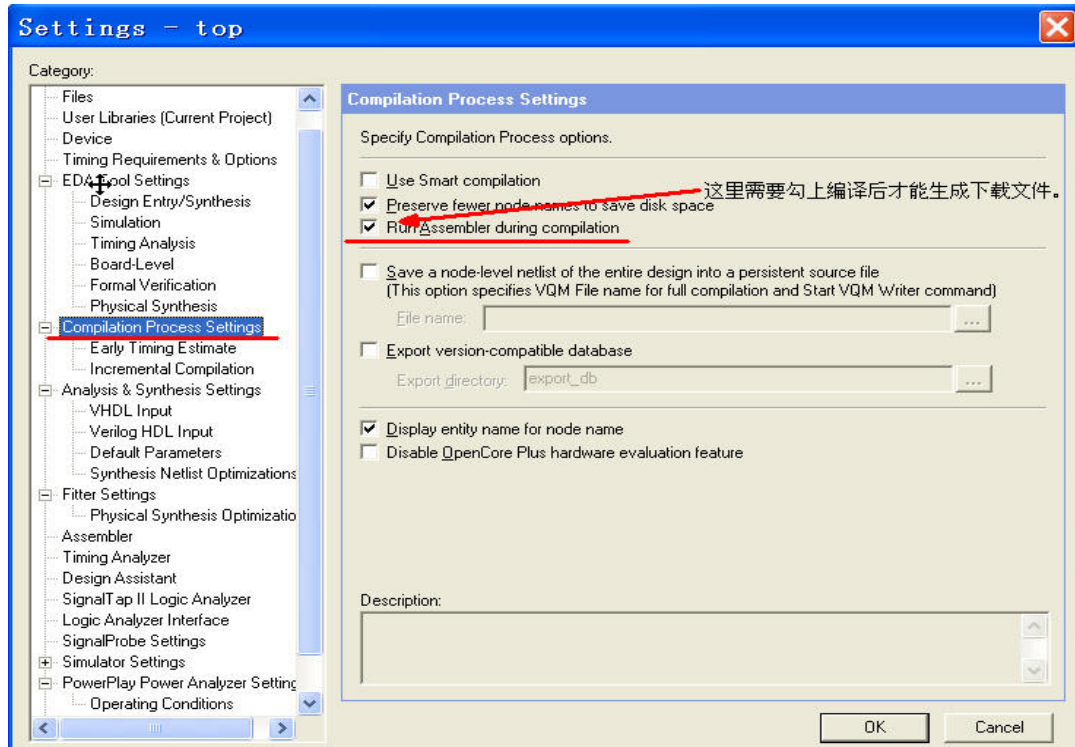 Settings - top
Category:
Files
User Libraries (Current Project)
Device
Timing Requirements & Options
EDA Tool Settings
Design Entry/Synthesis
Simulation
Timing Analysis
Board-Level
Formal Verification
Physical Synthesis
Compilation Process Settings
Early Timing Estimate
Incremental Compilation
Analysis & Synthesis Settings
VHDL Input
Verilog HDL Input
Default Parameters
Synthesis Netlist Optimizations
Fitter Settings
Physical Synthesis Optimizatio
Assembler
Timing Analyzer
Design Assistant
SignalTap II Logic Analyzer
Logic Analyzer Interface
SignalProbe Settings
Simulator Settings
PowerPlay Power Analyzer Setting
Operating Conditions
Compilation Process Settings
Specify Compilation Process options.
Use Smart compilation
这里需要勾上编译后才能生成下载文件。
Preserve fewer node names to save disk space
Run Assembler during compilation
Save a node-level netlist of the entire design into a persistent source file
(This option specifies VQM File name for full compilation and Start VQM Writer command)
File name:
...
Export version-compatible database
Export directory: export_db
...
Display entity name for node name
Disable OpenCore Plus hardware evaluation feature
Description:
OK
Cancel